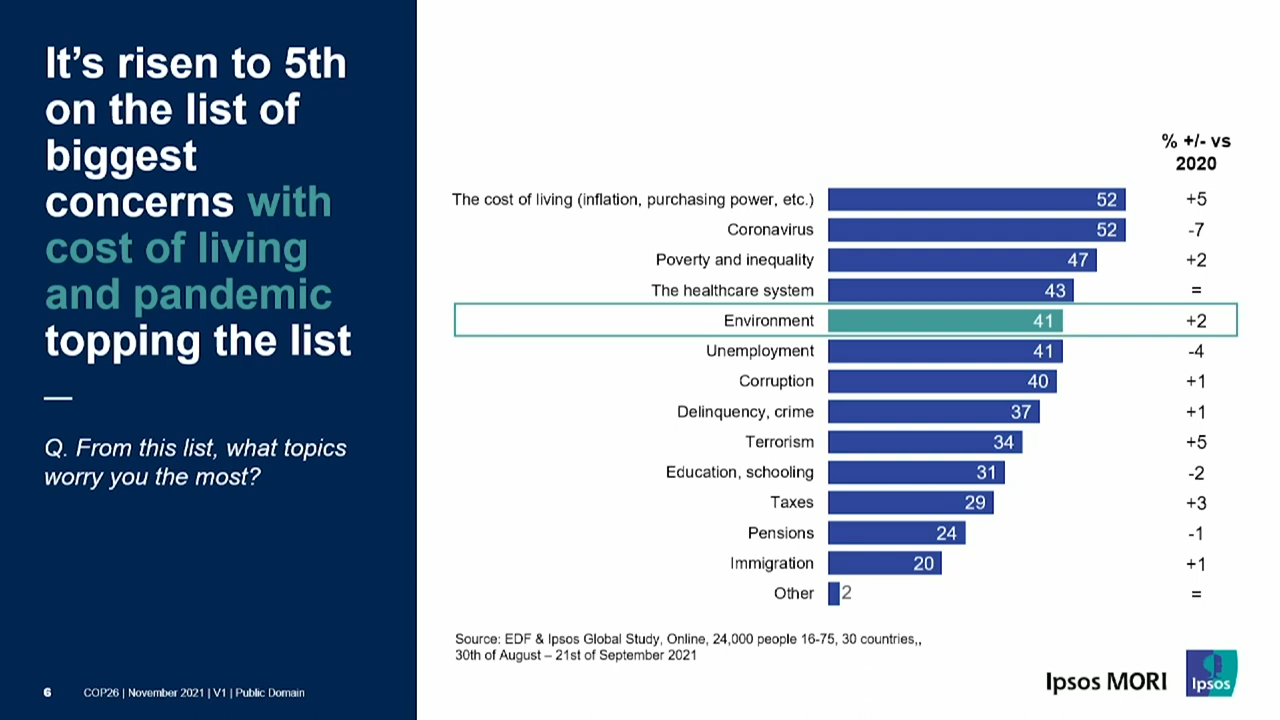 It’s risen to 5th
on the list of
biggest
concerns with
cost of living
and pandemic
topping the list
Q. From this list, what topics
worry you the most?
% +/- vs
2020
The cost of living (inflation, purchasing power, etc.) 52 +5
Coronavirus 52 -7
Poverty and inequality 47 +2
The healthcare system 43 =
Environment 41 +2
Unemployment 41 -4
Corruption 40 +1
Delinquency, crime 37 +1
Terrorism 34 +5
Education, schooling 31 -2
Taxes 29 +3
Pensions 24 -1
Immigration 20 +1
Other 2 =
Source: EDF & Ipsos Global Study, Online, 24,000 people 16-75, 30 countries,,
30th of August – 21st of September 2021
6 COP26 | November 2021 | V1 | Public Domain
Ipsos MORI
Ipsos